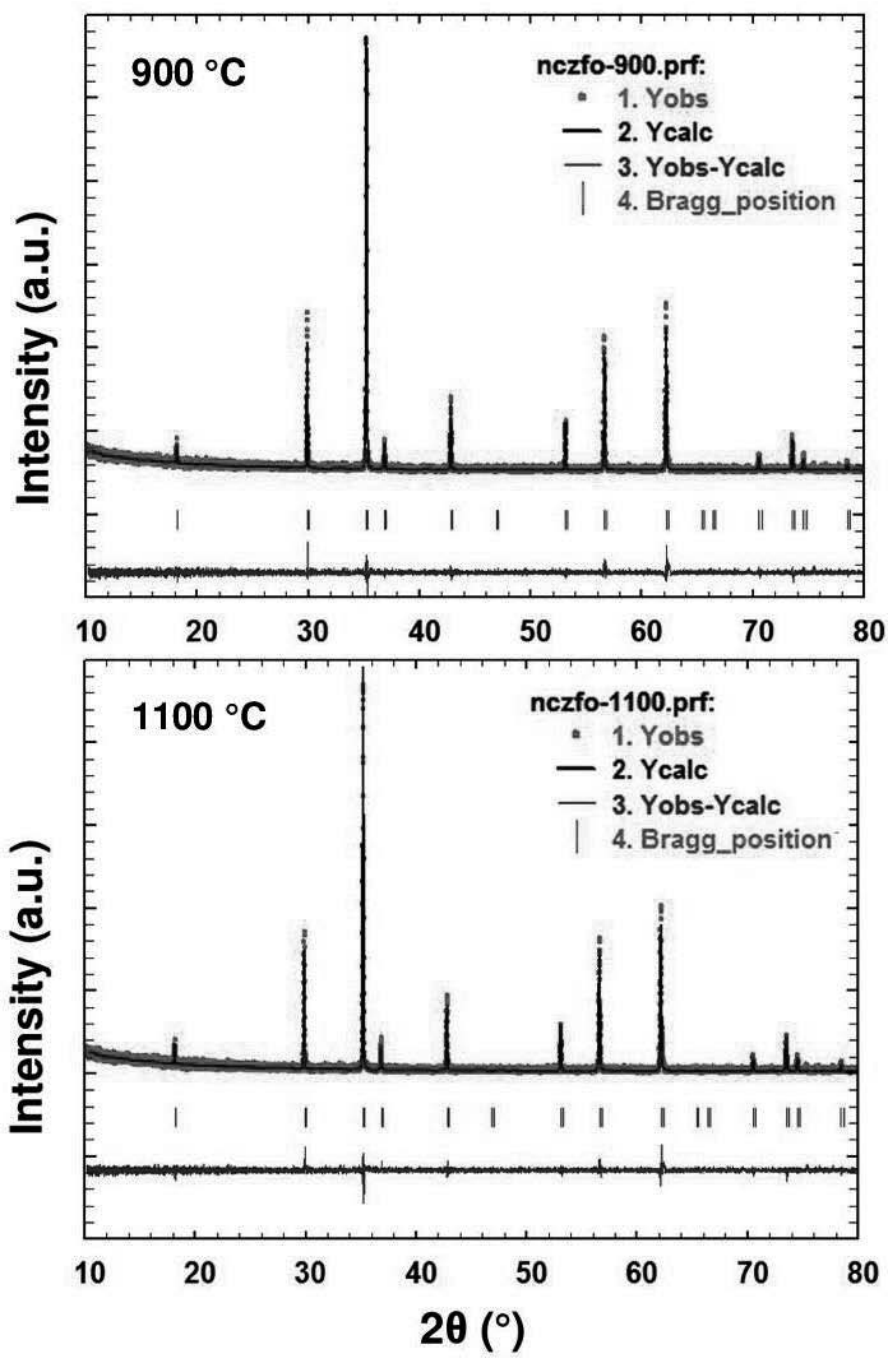 900 °C
nczfo-900.prf:
1. Yobs
2. Ycalc
3. Yobs-Ycalc
4. Bragg_position
Intensity (a.u.)
10 20 30 40 50 60 70 80
1100 °C
nczfo-1100.prf:
1. Yobs
2. Ycalc
3. Yobs-Ycalc
4. Bragg_position
Intensity (a.u.)
10 20 30 40 50 60 70 80
2θ (°)